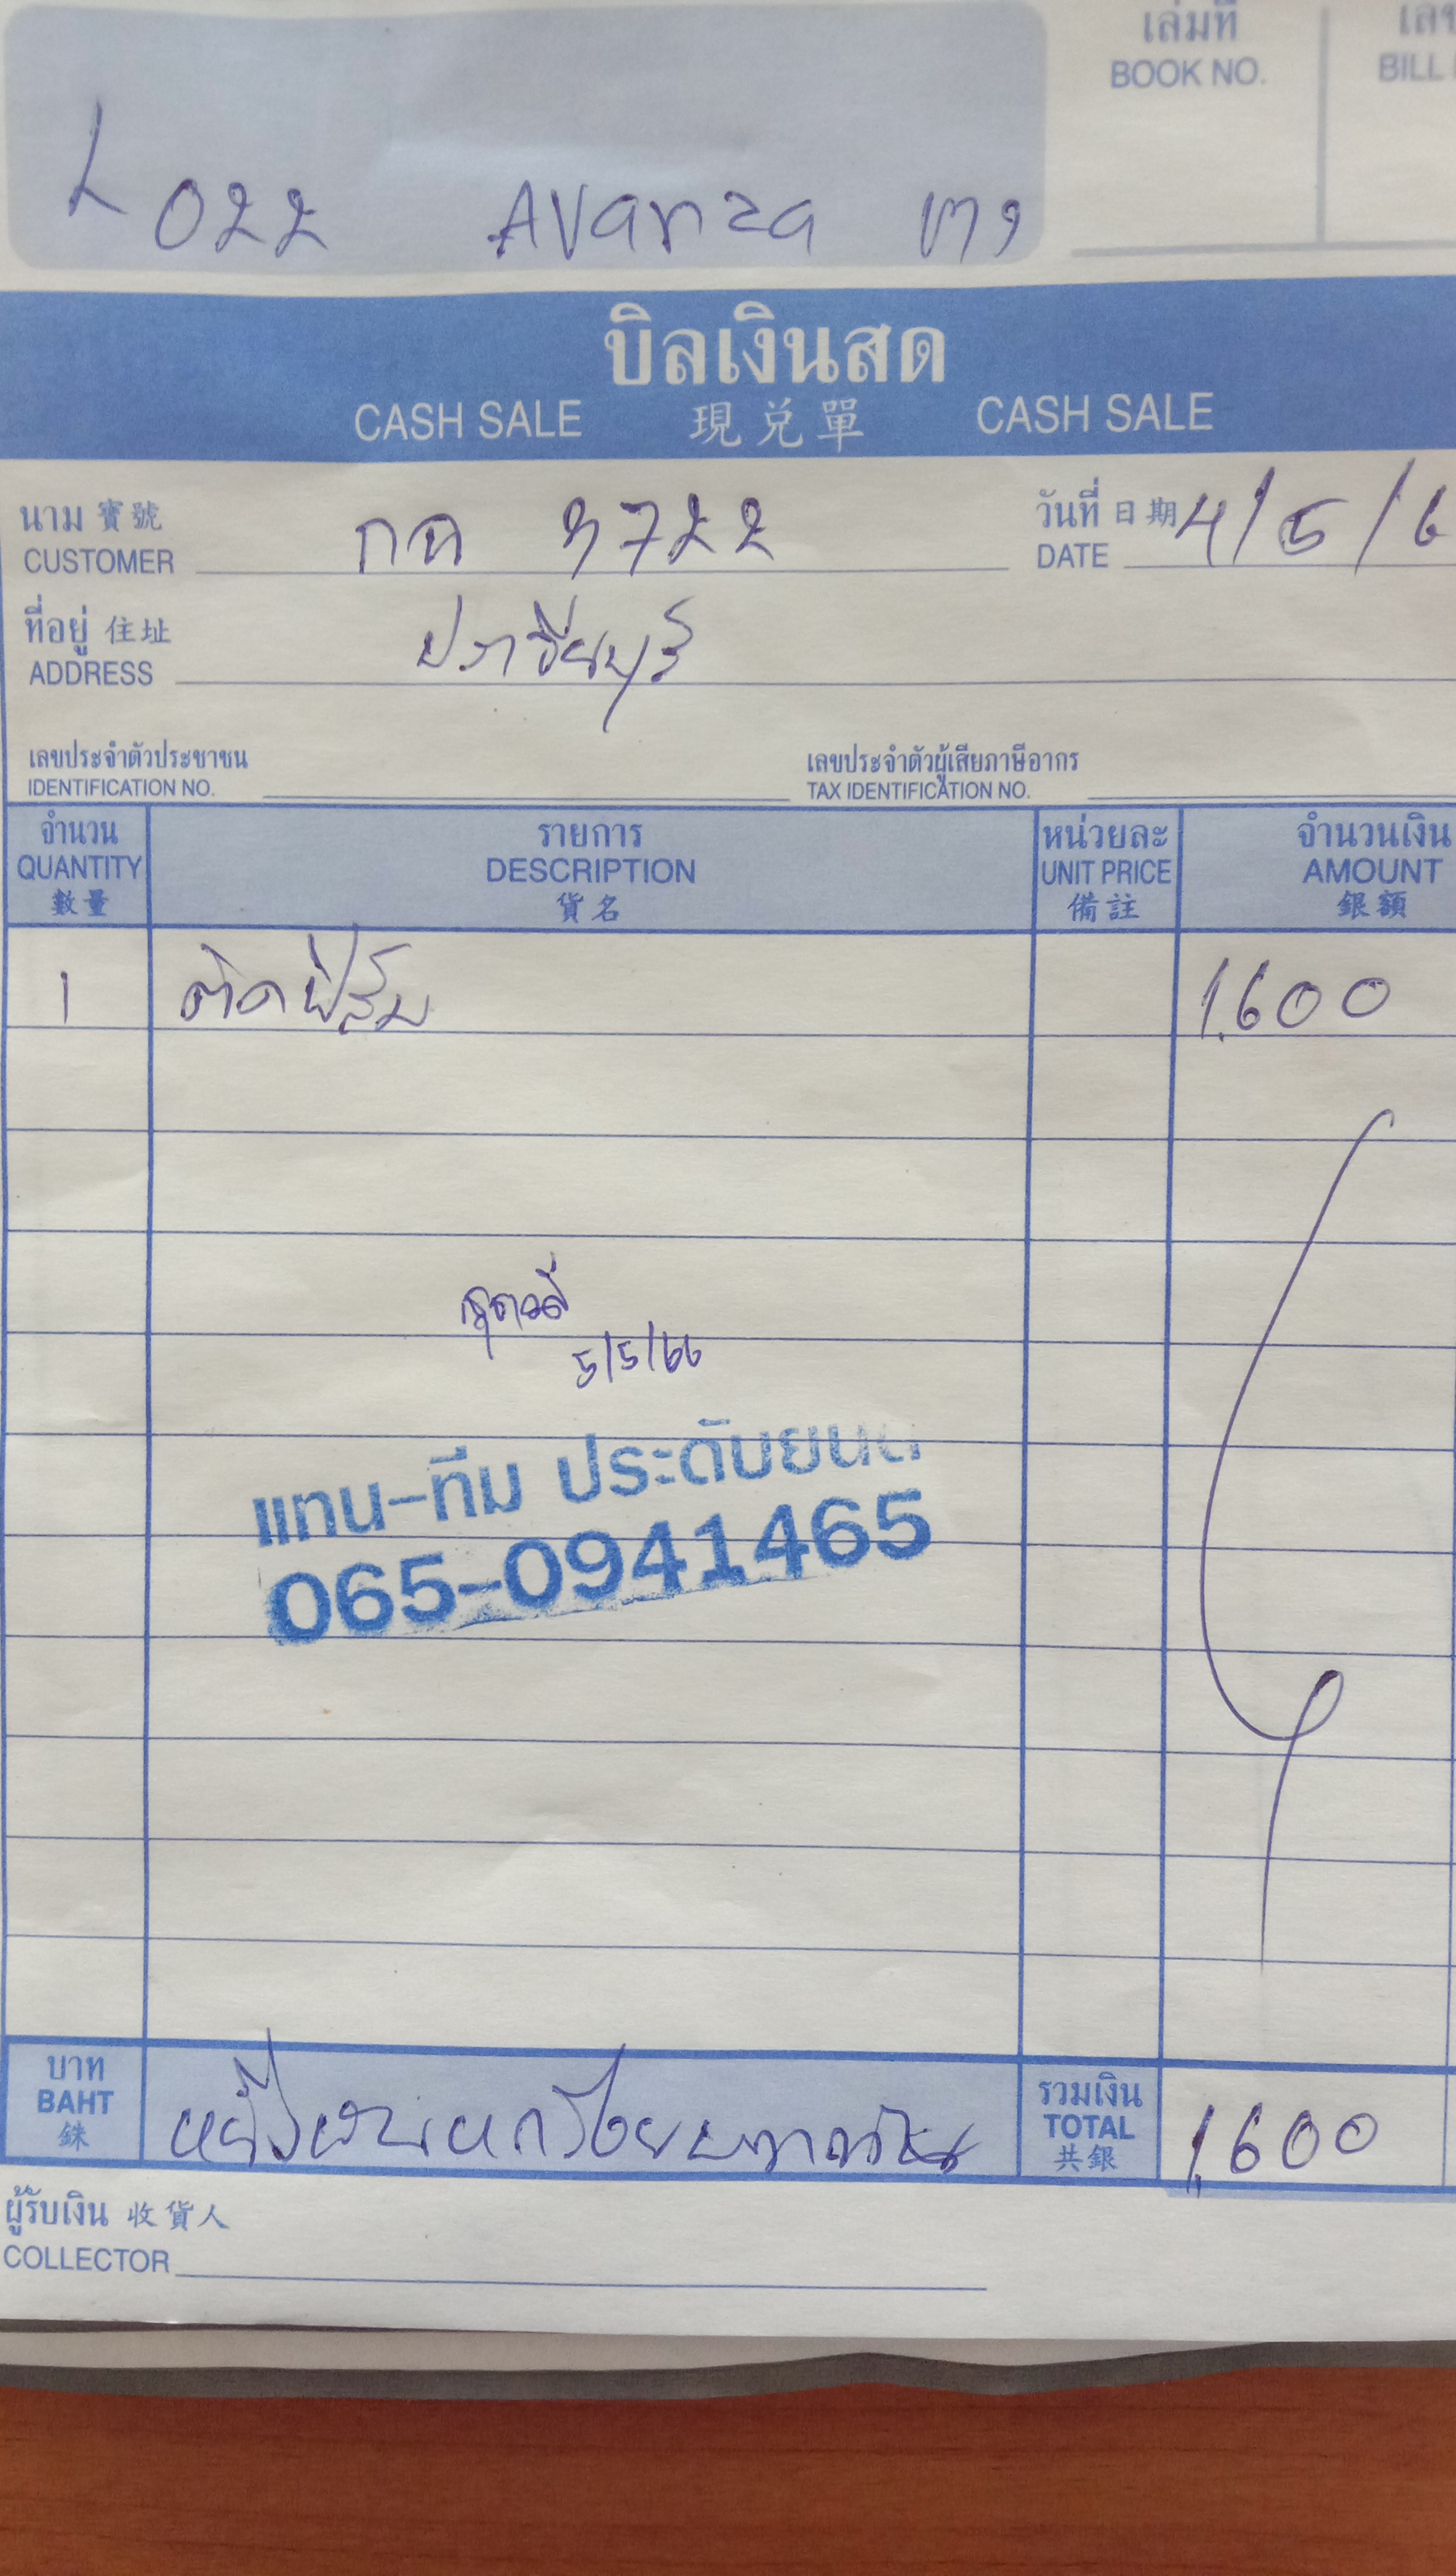 เล่มที่ เลข
BOOK NO. BILL
L022 Avanza เทา
บิลเงินสด
CASH SALE 現兌單 CASH SALE
นาม 寶號 กค 3722 วันที่ 日期 4/5/6
CUSTOMER DATE
ที่อยู่ 住址 ปราจีนบุรี
ADDRESS
เลขประจำตัวประชาชน เลขประจำตัวผู้เสียภาษีอากร
IDENTIFICATION NO. TAX IDENTIFICATION NO.
จำนวน รายการ หน่วยละ จำนวนเงิน
QUANTITY DESCRIPTION UNIT PRICE AMOUNT
數量 貨名 備註 銀額
1 ติดฟิล์ม 1,600
5/5/66
แทน-ทีม ประดับยนต์
065-0941465
บาท รวมเงิน
BAHT หนึ่งพันหกร้อยบาทถ้วน TOTAL 1,600
銖 共銀
ผู้รับเงิน 收貨人
COLLECTOR